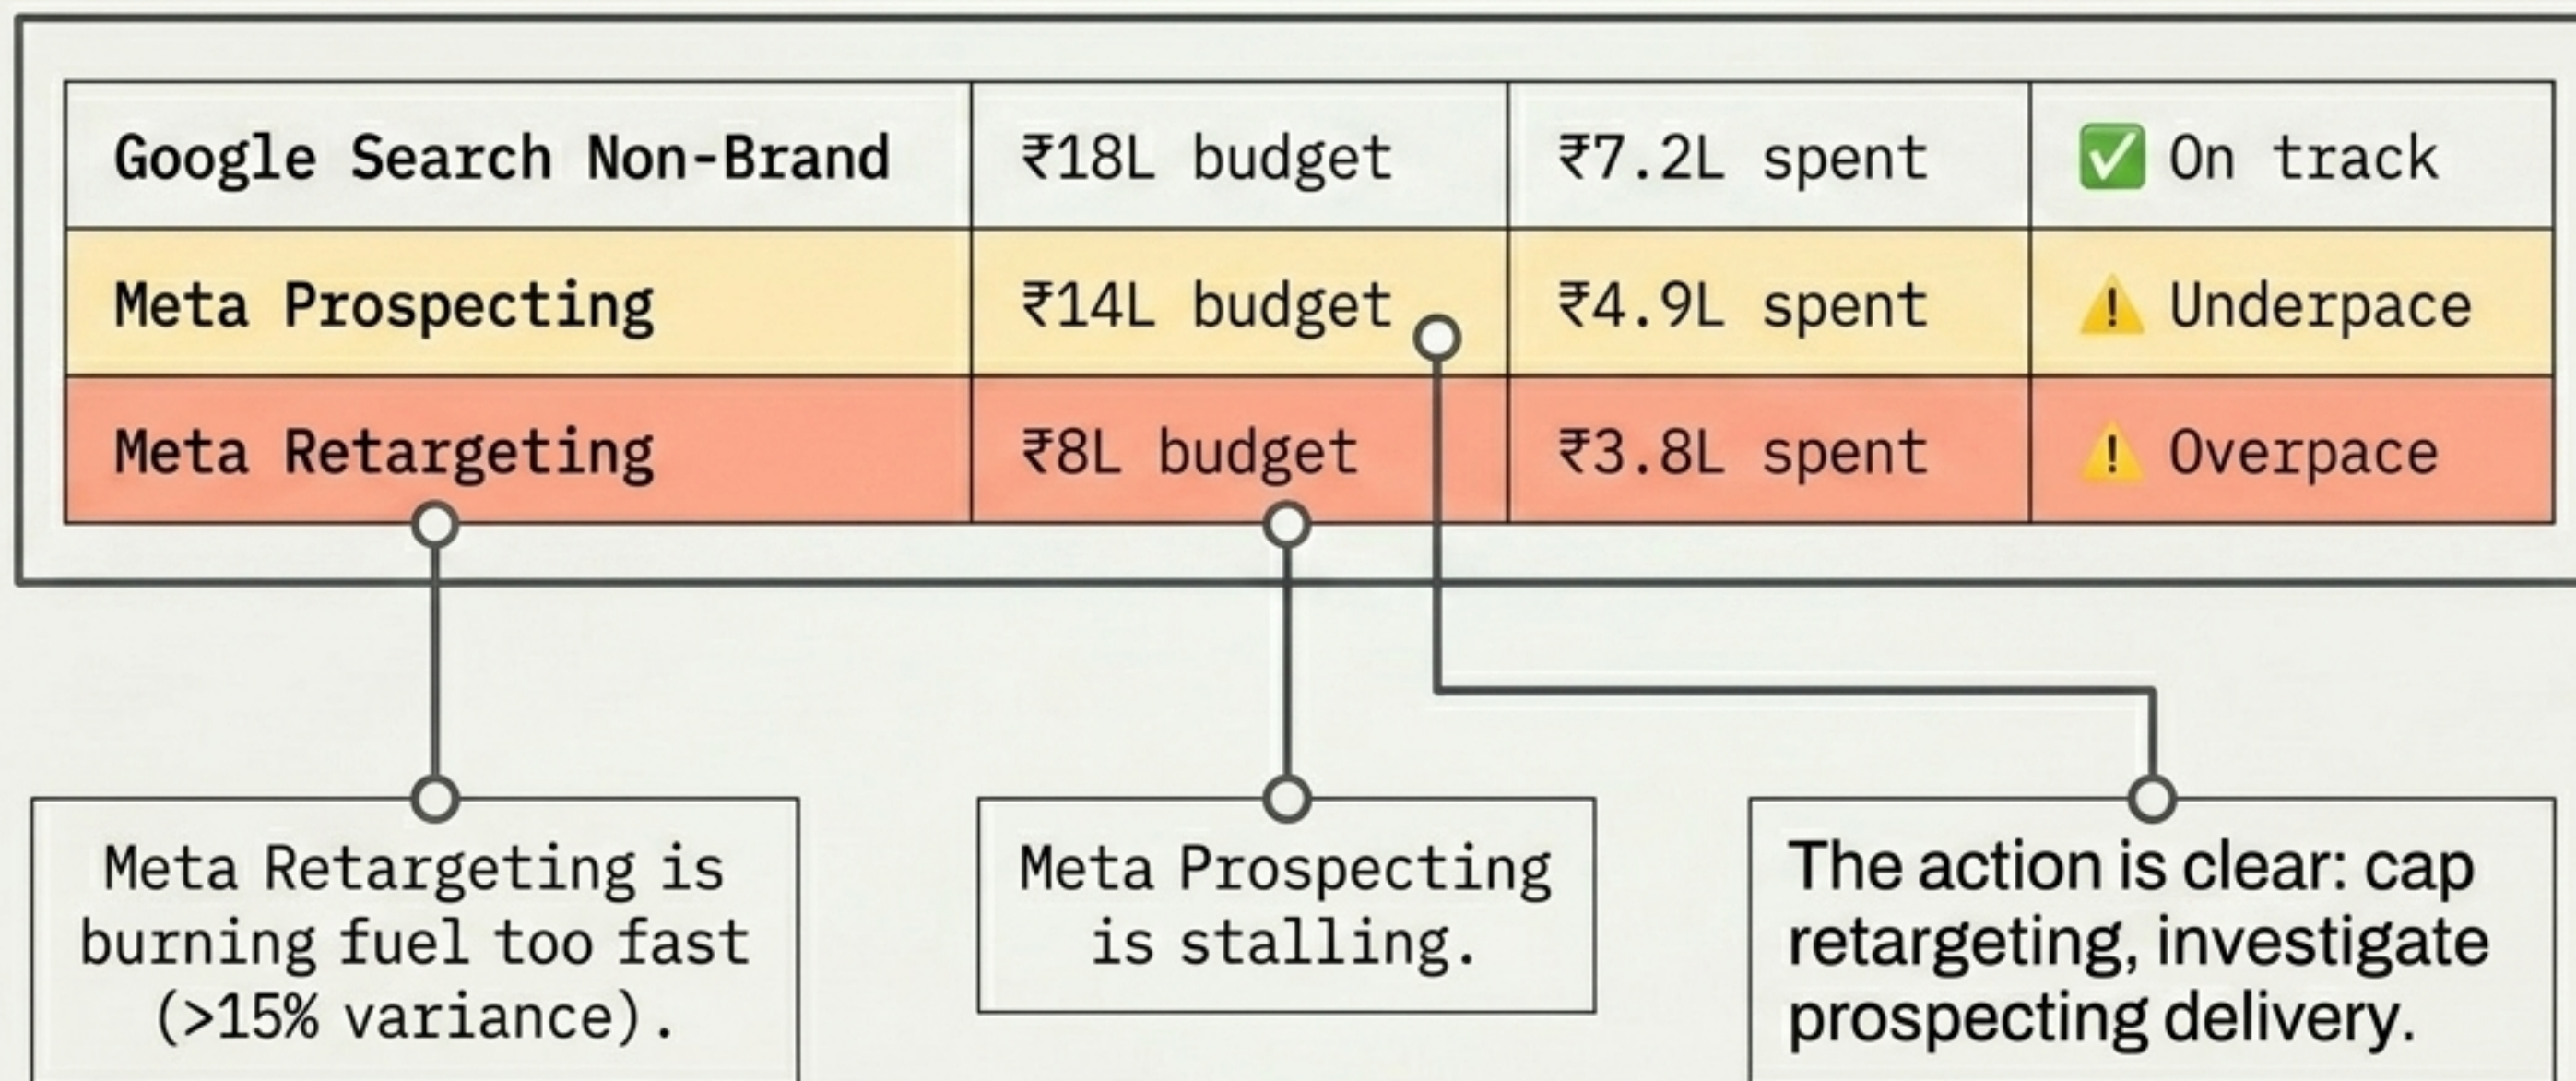 Google Search Non-Brand ₹18L budget ₹7.2L spent ✅ On track
Meta Prospecting ₹14L budget ₹4.9L spent ⚠️ Underpace
Meta Retargeting ₹8L budget ₹3.8L spent ⚠️ Overpace
Meta Retargeting is
burning fuel too fast
(>15% variance).
Meta Prospecting
is stalling.
The action is clear: cap
retargeting, investigate
prospecting delivery.